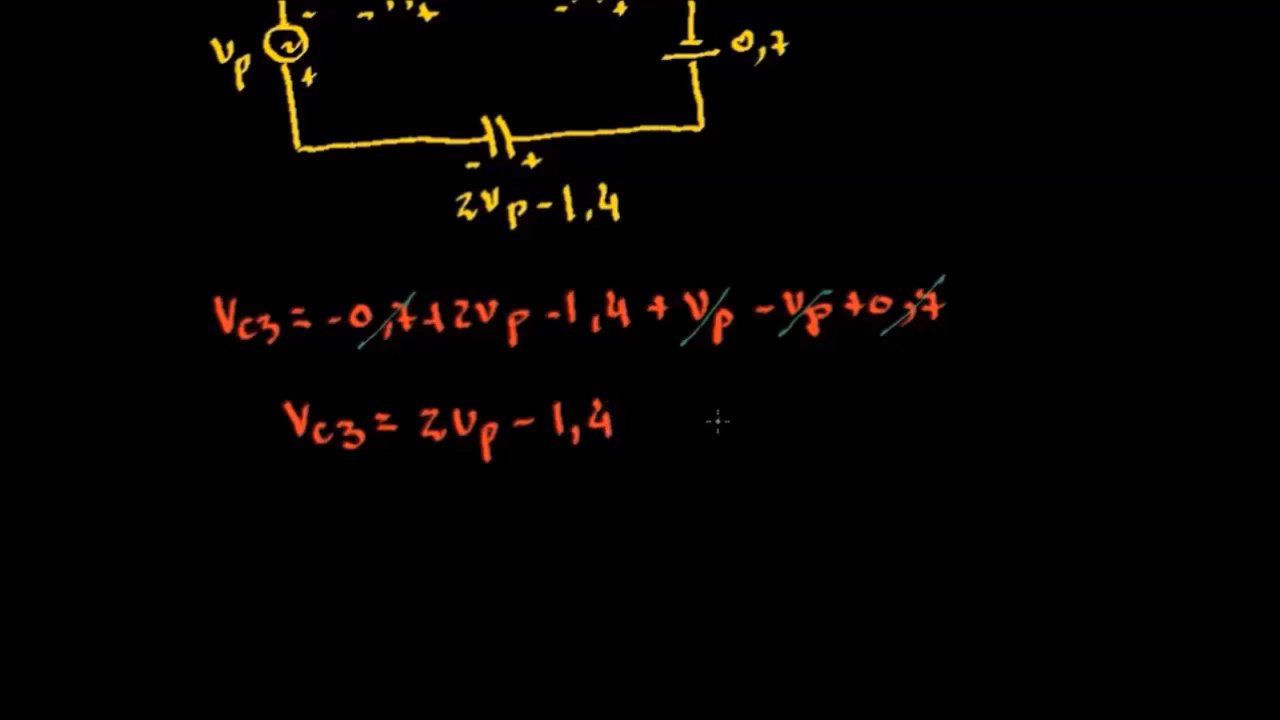 - - + - +
Vp + 0,7
- +
2Vp - 1,4
Vc3 = -0,7 + 2Vp - 1,4 + Vp - Vp + 0,7
Vc3 = 2Vp - 1,4